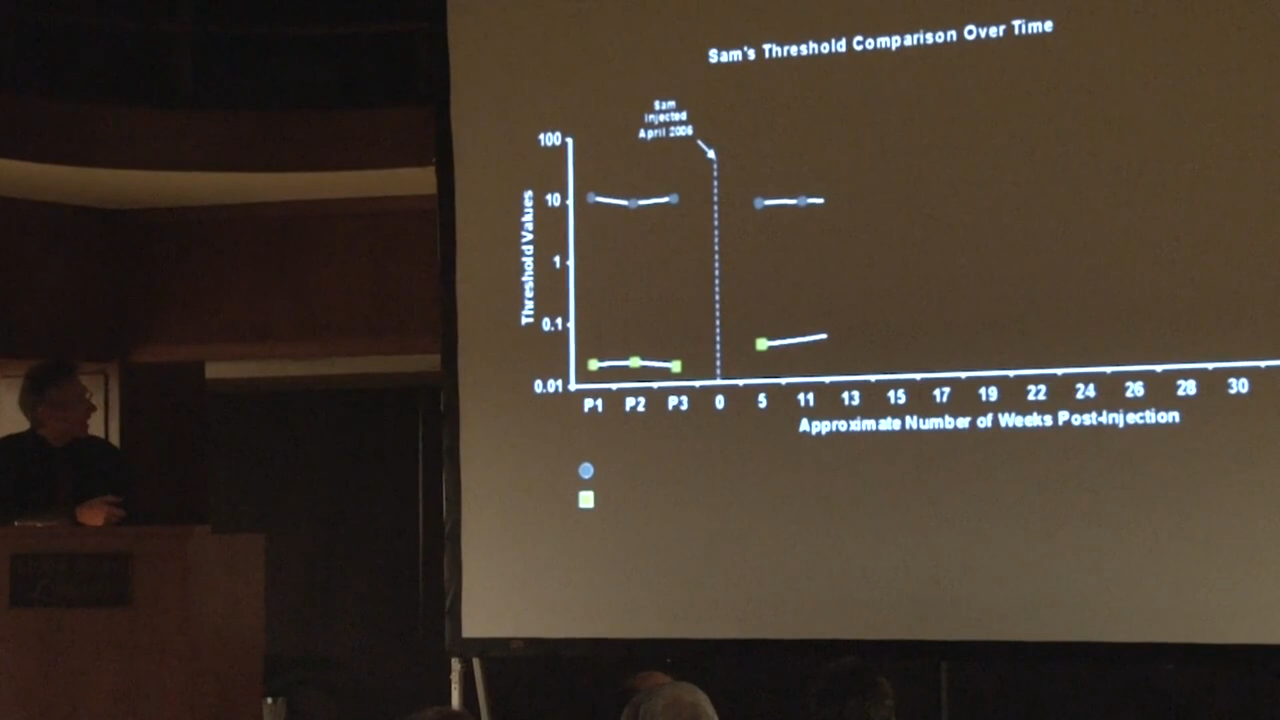 Sam's Threshold Comparison Over Time
Sam
Injected
April 2006
100
10
1
0.1
0.01
Threshold Values
P1 P2 P3 0 5 11 13 15 17 19 22 24 26 28 30
Approximate Number of Weeks Post-Injection